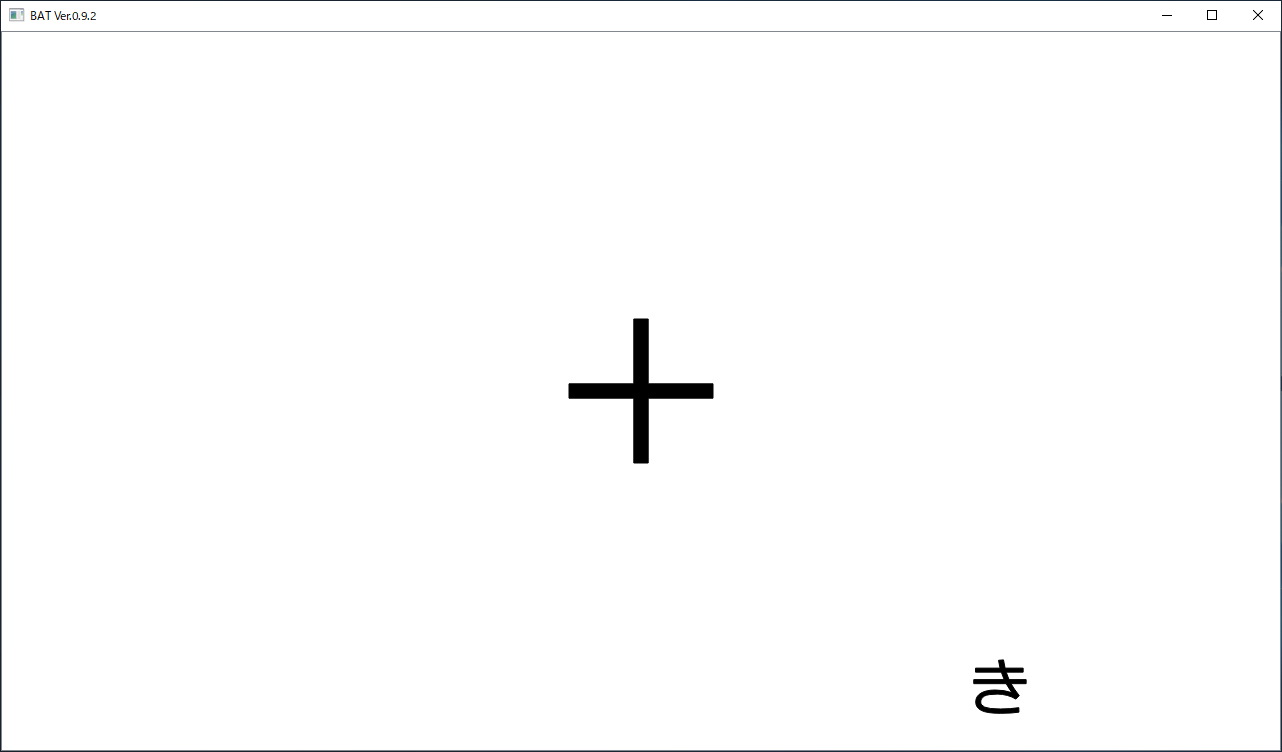 BAT Ver.0.9.2
+
き